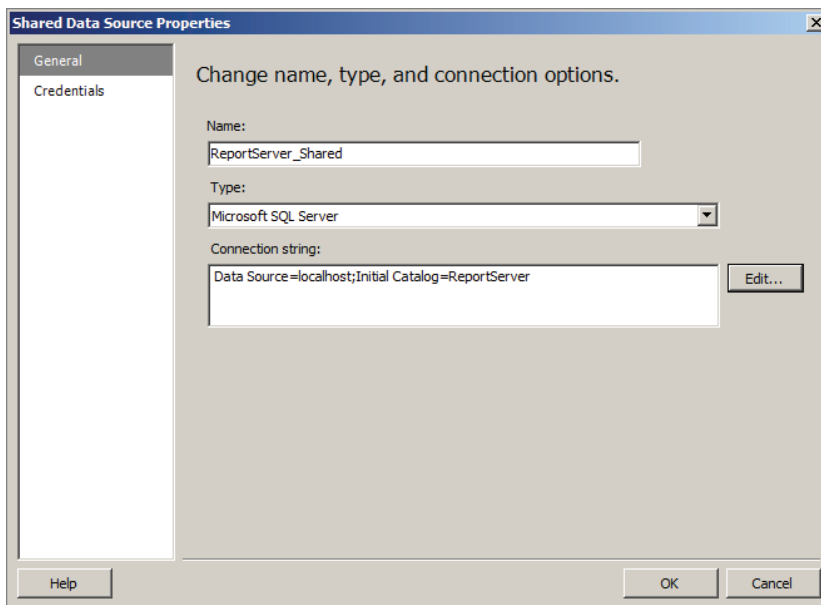 Shared Data Source Properties
General
Credentials
Change name, type, and connection options.
Name:
ReportServer_Shared
Type:
Microsoft SQL Server
Connection string:
Data Source=localhost;Initial Catalog=ReportServer
Edit...
Help
OK
Cancel